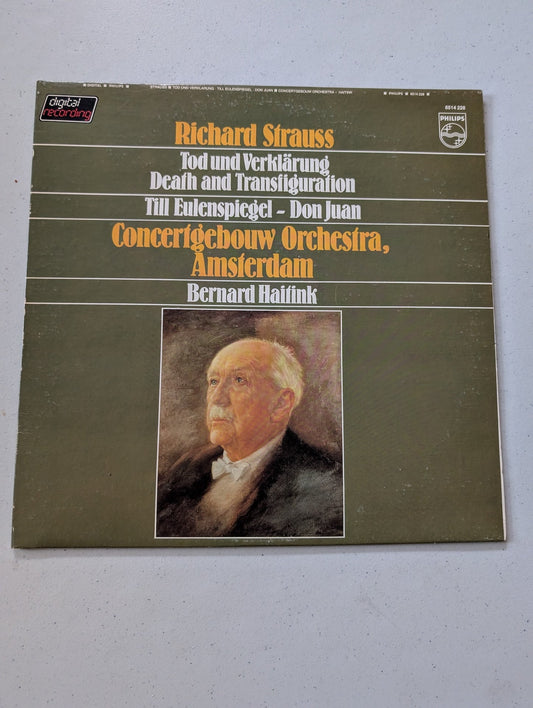 DIGITAL PHILIPS STRAUSS TOD UND VERKLÄRUNG · TILL EULENSPIEGEL · DON JUAN CONCERTGEBOUW ORCHESTRA · HAITINK PHILIPS 6514 228
digital
recording
6514 228
PHILIPS
Richard Strauss
Tod und Verklärung
Death and Transfiguration
Till Eulenspiegel - Don Juan
Concertgebouw Orchestra,
Amsterdam
Bernard Haitink